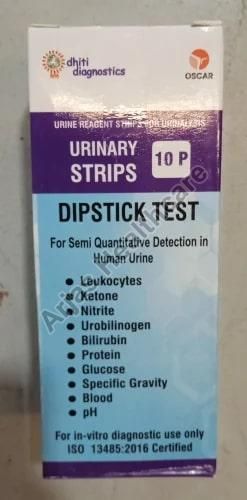 dhiti
diagnostics
OSCAR
URINE REAGENT STRIPS FOR URINALYSIS
URINARY
STRIPS
10 P
DIPSTICK TEST
For Semi Quantitative Detection in
Human Urine
Leukocytes
Ketone
Nitrite
Urobilinogen
Bilirubin
Protein
Glucose
Specific Gravity
Blood
pH
For in-vitro diagnostic use only
ISO 13485:2016 Certified
Arjas Healthcare